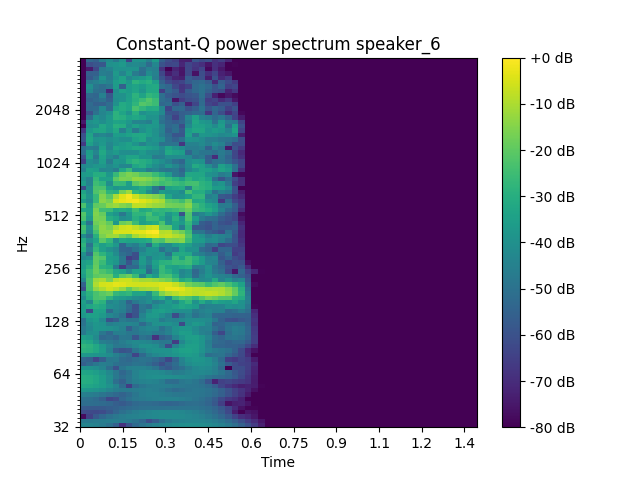 Constant-Q power spectrum speaker_6
+0 dB
-10 dB
-20 dB
-30 dB
-40 dB
-50 dB
-60 dB
-70 dB
-80 dB
Hz
2048
1024
512
256
128
64
32
0 0.15 0.3 0.45 0.6 0.75 0.9 1.1 1.2 1.4
Time